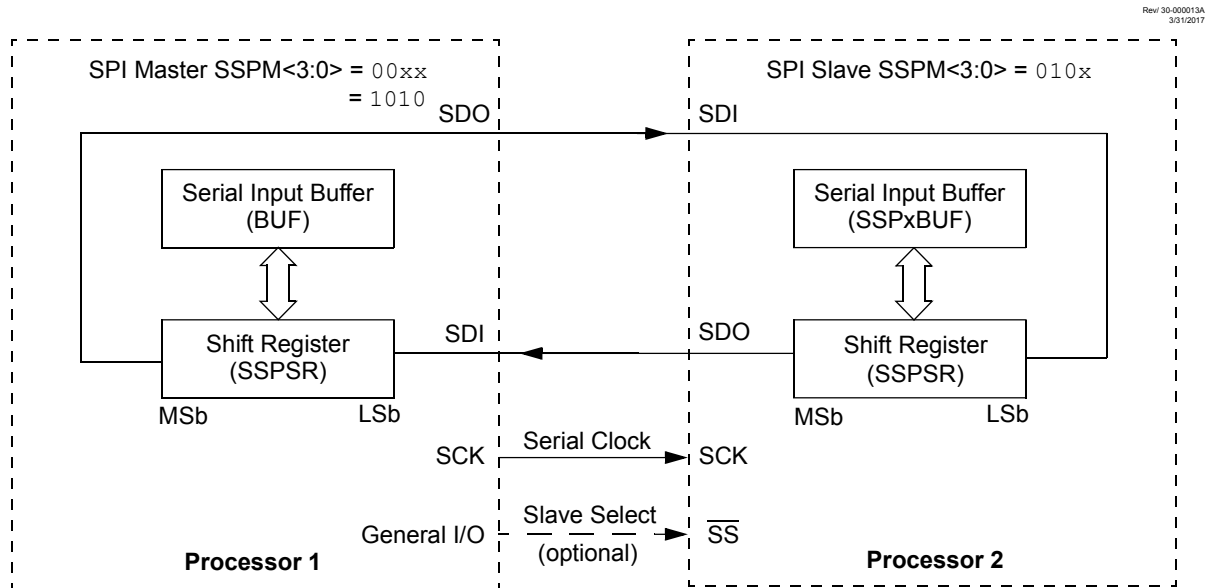 Rev/ 30-000013A
3/31/2017
SPI Master SSPM<3:0> = 00xx
= 1010
SPI Slave SSPM<3:0> = 010x
SDO
SDI
Serial Input Buffer
(BUF)
Serial Input Buffer
(SSPxBUF)
Shift Register
(SSPSR)
MSb
LSb
SDI
SDO
Shift Register
(SSPSR)
MSb
LSb
SCK
Serial Clock
SCK
General I/O
Slave Select
(optional)
SS
Processor 1
Processor 2